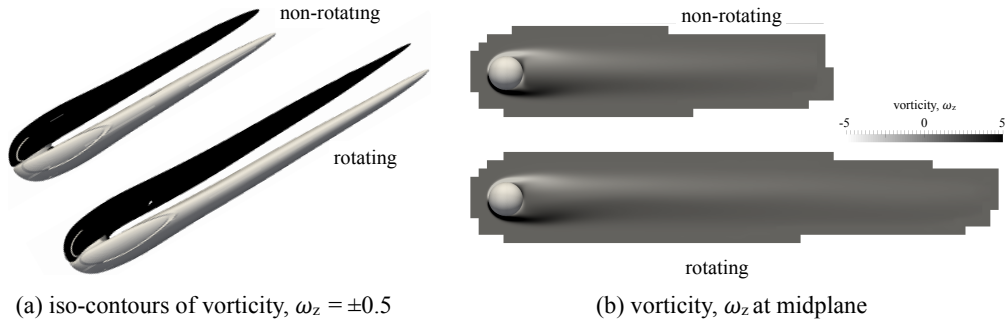 non-rotating
rotating
(a) iso-contours of vorticity, ωz = ±0.5
non-rotating
vorticity, ωz
-5 0 5
rotating
(b) vorticity, ωz at midplane